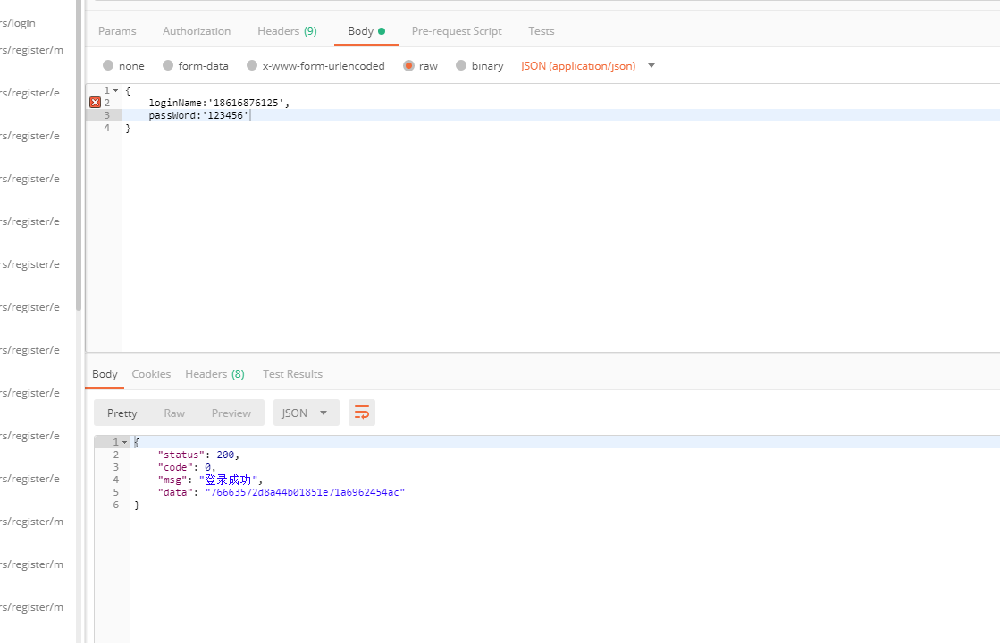 rs/login
rs/register/m
rs/register/e
rs/register/e
rs/register/e
rs/register/e
rs/register/e
rs/register/e
rs/register/e
rs/register/e
rs/register/e
rs/register/e
rs/register/m
rs/register/m
rs/register/m
Params Authorization Headers (9) Body Pre-request Script Tests
none form-data x-www-form-urlencoded raw binary JSON (application/json)
1 {
2 loginName:'18616876125',
3 passWord:'123456'
4 }
Body Cookies Headers (8) Test Results
Pretty Raw Preview JSON
1 {
2 "status": 200,
3 "code": 0,
4 "msg": "登录成功",
5 "data": "76663572d8a44b01851e71a6962454ac"
6 }